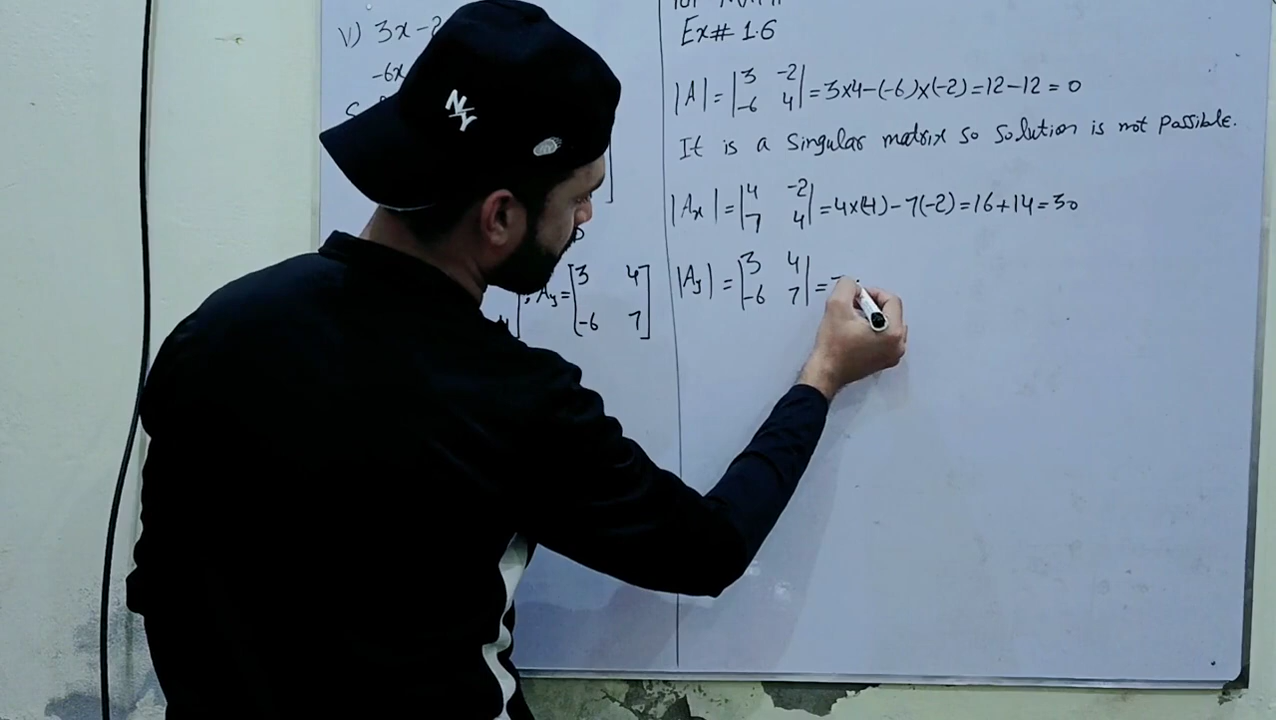 V) 3x-2
-6x
Ay = [3 4
-6 7]
Ex# 1.6
|A| = |3 -2
-6 4| = 3x4-(-6)x(-2) = 12-12 = 0
It is a singular matrix so solution is not possible.
|Ax| = |4 -2
7 4| = 4x(4)-7(-2) = 16+14 = 30
|Ay| = |3 4
-6 7| =
NY